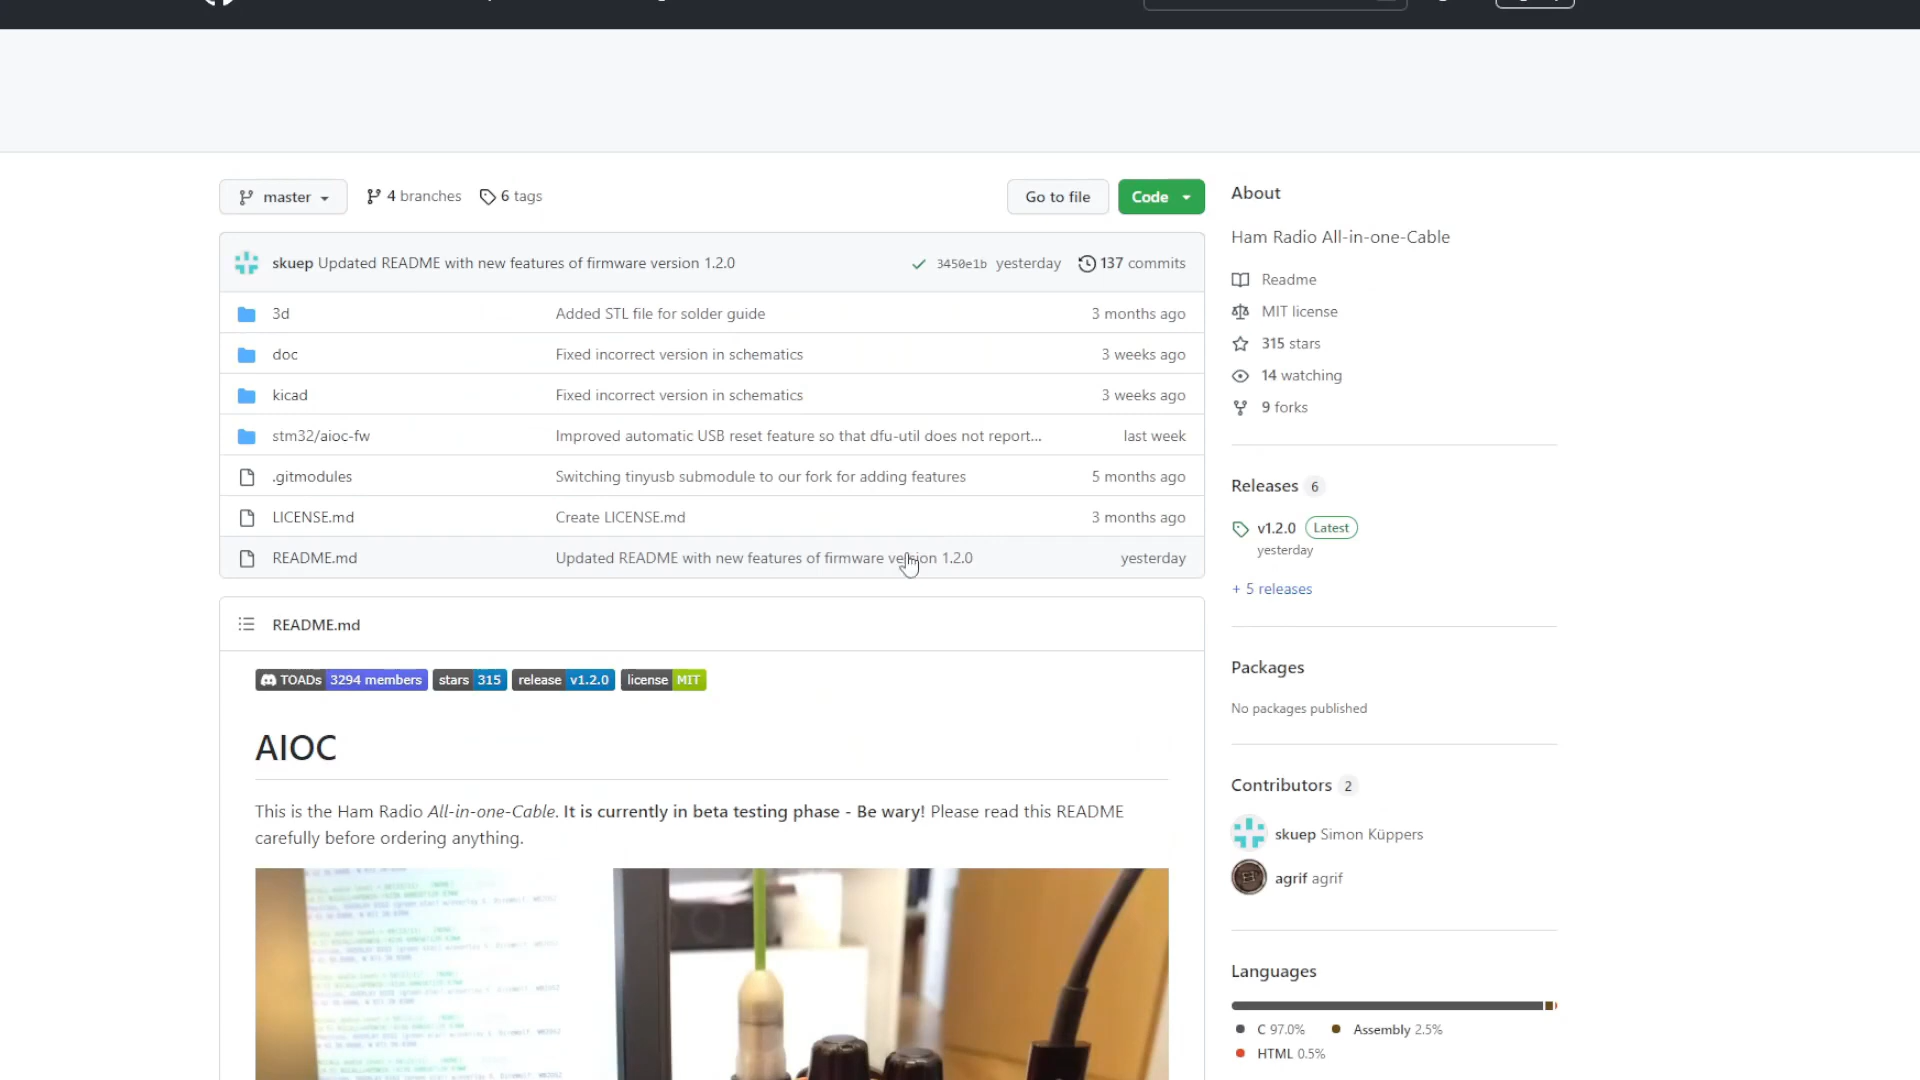 master
4 branches
6 tags
Go to file
Code
skuep Updated README with new features of firmware version 1.2.0
3450e1b yesterday
137 commits
3d Added STL file for solder guide 3 months ago
doc Fixed incorrect version in schematics 3 weeks ago
kicad Fixed incorrect version in schematics 3 weeks ago
stm32/aioc-fw Improved automatic USB reset feature so that dfu-util does not report... last week
.gitmodules Switching tinyusb submodule to our fork for adding features 5 months ago
LICENSE.md Create LICENSE.md 3 months ago
README.md Updated README with new features of firmware version 1.2.0 yesterday
README.md
TOADs 3294 members stars 315 release v1.2.0 license MIT
AIOC
This is the Ham Radio All-in-one-Cable. It is currently in beta testing phase - Be wary! Please read this README
carefully before ordering anything.
About
Ham Radio All-in-one-Cable
Readme
MIT license
315 stars
14 watching
9 forks
Releases 6
v1.2.0 Latest
yesterday
+ 5 releases
Packages
No packages published
Contributors 2
skuep Simon Küppers
agrif agrif
Languages
C 97.0% Assembly 2.5%
HTML 0.5%